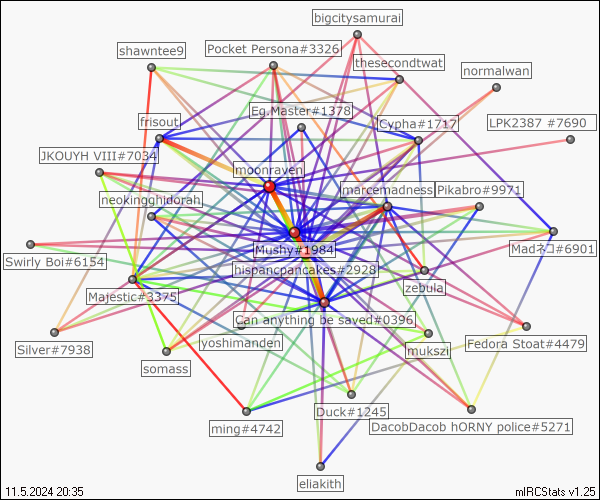 bigcitysamurai
shawntee9
Pocket Persona#3326
thesecondtwat
normalwan
Eg.Master#1378
frisout
Cypha#1717
LPK2387 #7690
JKOUYH VIII#7034
moonraven
neokingghidorah
marcemadness
Pikabro#9971
Mushy#1984
Madネコ#6901
Swirly Boi#6154
hispancpancakes#2928
zebula
Majestic#3375
Can anything be saved#0396
Silver#7938
yoshimanden
mukszi
Fedora Stoat#4479
somass
Duck#1245
ming#4742
DacobDacob hORNY police#5271
eliakith
11.5.2024 20:35
mIRCStats v1.25